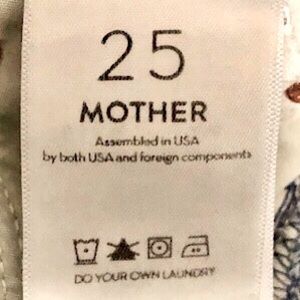 25
MOTHER
Assembled in USA
by both USA and foreign components
DO YOUR OWN LAUNDRY